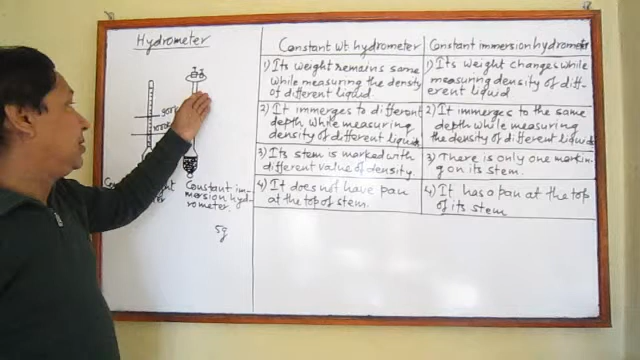 Hydrometer
Constant wt hydrometer
1) Its weight remains same
while measuring the density
of different liquid.
2) It immerges to different
depth while measuring
density of different liquid
3) Its stem is marked with
different value of density.
4) It does not have pan
at the top of stem.
Constant immersion hydrometer
1) Its weight changes while
measuring density of diff-
erent liquid
2) It immerges to the same
depth while measuring
the density of different liquid
3) There is only one markin-
g on its stem.
4) It has a pan at the top
of its stem
Constant im-
mersion hyd-
rometer.
5g